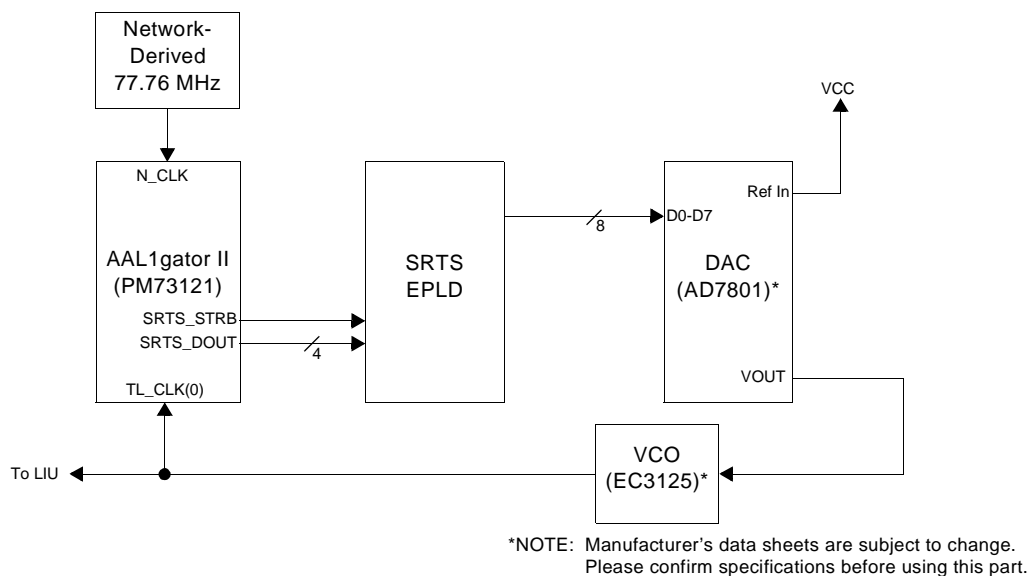 Network-
Derived
77.76 MHz
VCC
N_CLK
Ref In
D0-D7
8
AAL1gator II
(PM73121)
SRTS
EPLD
DAC
(AD7801)*
SRTS_STRB
SRTS_DOUT
4
TL_CLK(0)
VOUT
To LIU
VCO
(EC3125)*
*NOTE: Manufacturer's data sheets are subject to change.
Please confirm specifications before using this part.